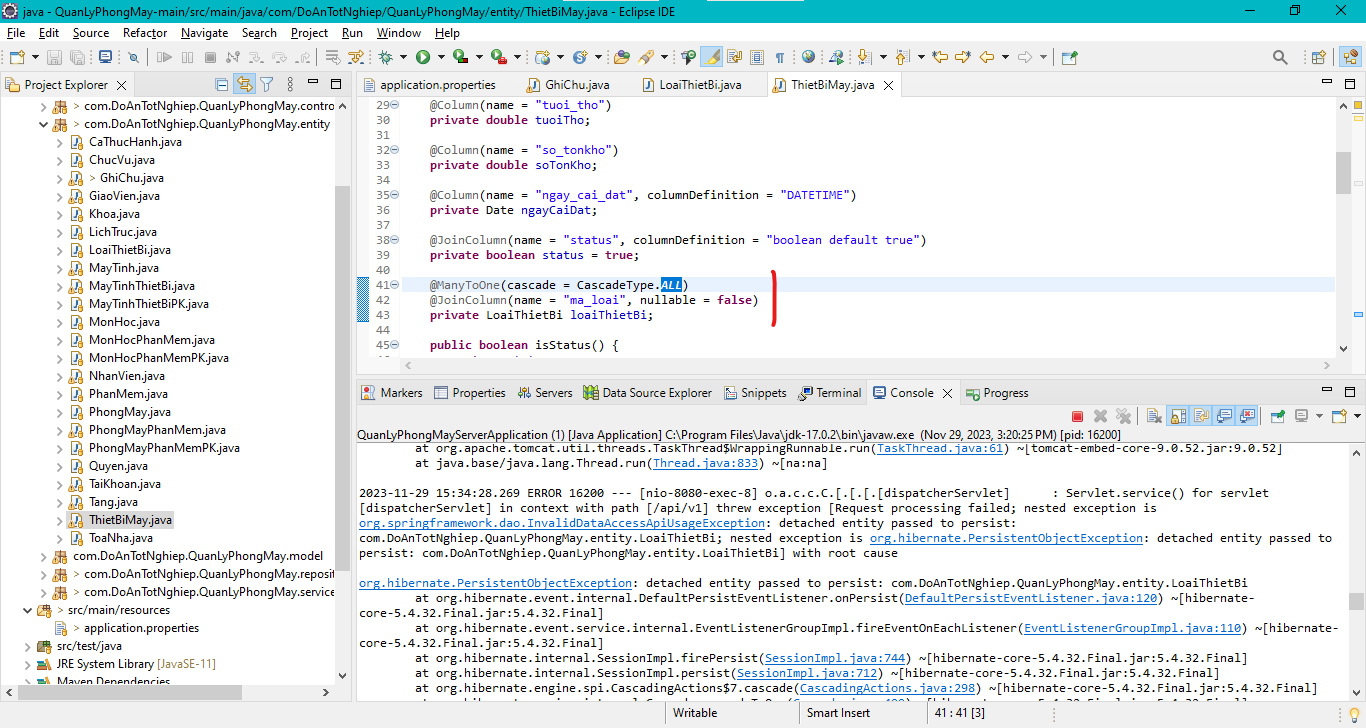 java - QuanLyPhongMay-main/src/main/java/com/DoAnTotNghiep/QuanLyPhongMay/entity/ThietBiMay.java - Eclipse IDE
File Edit Source Refactor Navigate Search Project Run Window Help
Project Explorer
com.DoAnTotNghiep.QuanLyPhongMay.contro
> com.DoAnTotNghiep.QuanLyPhongMay.entity
CaThucHanh.java
ChucVu.java
> GhiChu.java
GiaoVien.java
Khoa.java
LichTruc.java
LoaiThietBi.java
MayTinh.java
MayTinhThietBi.java
MayTinhThietBiPK.java
MonHoc.java
MonHocPhanMem.java
MonHocPhanMemPK.java
NhanVien.java
PhanMem.java
PhongMay.java
PhongMayPhanMem.java
PhongMayPhanMemPK.java
Quyen.java
TaiKhoan.java
Tang.java
ThietBiMay.java
ToaNha.java
com.DoAnTotNghiep.QuanLyPhongMay.model
> com.DoAnTotNghiep.QuanLyPhongMay.reposit
> com.DoAnTotNghiep.QuanLyPhongMay.service
> src/main/resources
> application.properties
src/test/java
JRE System Library [JavaSE-11]
Maven Dependencies
application.properties GhiChu.java LoaiThietBi.java ThietBiMay.java
29 @Column(name = "tuoi_tho")
30 private double tuoiTho;
31
32 @Column(name = "so_tonkho")
33 private double soTonKho;
34
35 @Column(name = "ngay_cai_dat", columnDefinition = "DATETIME")
36 private Date ngayCaiDat;
37
38 @JoinColumn(name = "status", columnDefinition = "boolean default true")
39 private boolean status = true;
40
41 @ManyToOne(cascade = CascadeType.ALL)
42 @JoinColumn(name = "ma_loai", nullable = false)
43 private LoaiThietBi loaiThietBi;
44
45 public boolean isStatus() {
Markers Properties Servers Data Source Explorer Snippets Terminal Console Progress
QuanLyPhongMayServerApplication (1) [Java Application] C:\Program Files\Java\jdk-17.0.2\bin\javaw.exe (Nov 29, 2023, 3:20:25 PM) [pid: 16200]
at org.apache.tomcat.util.threads.TaskThread$WrappingRunnable.run(TaskThread.java:61) ~[tomcat-embed-core-9.0.52.jar:9.0.52]
at java.base/java.lang.Thread.run(Thread.java:833) ~[na:na]
2023-11-29 15:34:28.269 ERROR 16200 --- [nio-8080-exec-8] o.a.c.c.C.[.[.[.[dispatcherServlet] : Servlet.service() for servlet
[dispatcherServlet] in context with path [/api/v1] threw exception [Request processing failed; nested exception is
org.springframework.dao.InvalidDataAccessApiUsageException: detached entity passed to persist:
com.DoAnTotNghiep.QuanLyPhongMay.entity.LoaiThietBi; nested exception is org.hibernate.PersistentObjectException: detached entity passed to
persist: com.DoAnTotNghiep.QuanLyPhongMay.entity.LoaiThietBi] with root cause
org.hibernate.PersistentObjectException: detached entity passed to persist: com.DoAnTotNghiep.QuanLyPhongMay.entity.LoaiThietBi
at org.hibernate.event.internal.DefaultPersistEventListener.onPersist(DefaultPersistEventListener.java:120) ~[hibernate-
core-5.4.32.Final.jar:5.4.32.Final]
at org.hibernate.event.service.internal.EventListenerGroupImpl.fireEventOnEachListener(EventListenerGroupImpl.java:110) ~[hibernate-
core-5.4.32.Final.jar:5.4.32.Final]
at org.hibernate.internal.SessionImpl.firePersist(SessionImpl.java:744) ~[hibernate-core-5.4.32.Final.jar:5.4.32.Final]
at org.hibernate.internal.SessionImpl.persist(SessionImpl.java:712) ~[hibernate-core-5.4.32.Final.jar:5.4.32.Final]
at org.hibernate.engine.spi.CascadingActions$7.cascade(CascadingActions.java:298) ~[hibernate-core-5.4.32.Final.jar:5.4.32.Final]
Writable Smart Insert 41 : 41 [3]